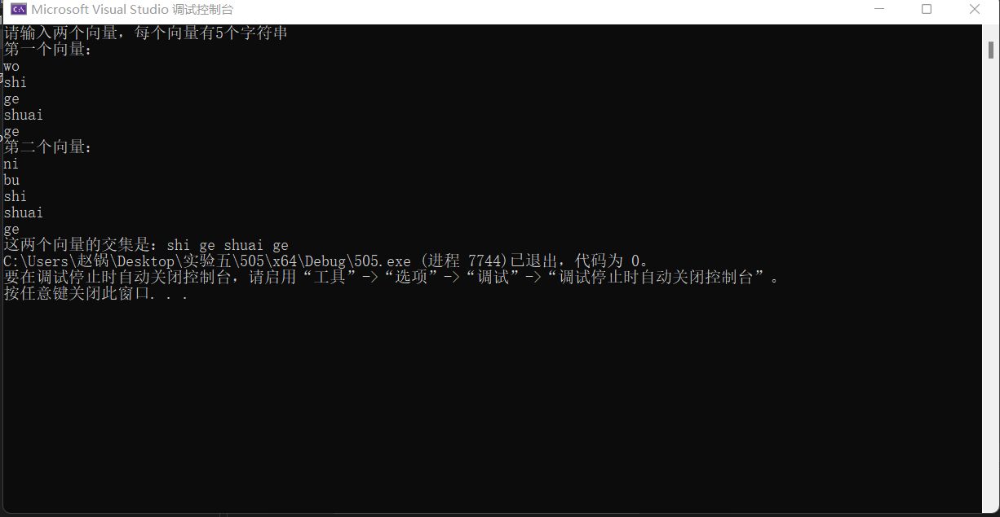 Microsoft Visual Studio 调试控制台
请输入两个向量，每个向量有5个字符串
第一个向量：
wo
shi
ge
shuai
ge
第二个向量：
ni
bu
shi
shuai
ge
这两个向量的交集是：shi ge shuai ge
C:\Users\赵锅\Desktop\实验五\505\x64\Debug\505.exe (进程 7744)已退出，代码为 0。
要在调试停止时自动关闭控制台，请启用“工具”->“选项”->“调试”->“调试停止时自动关闭控制台”。
按任意键关闭此窗口. . .